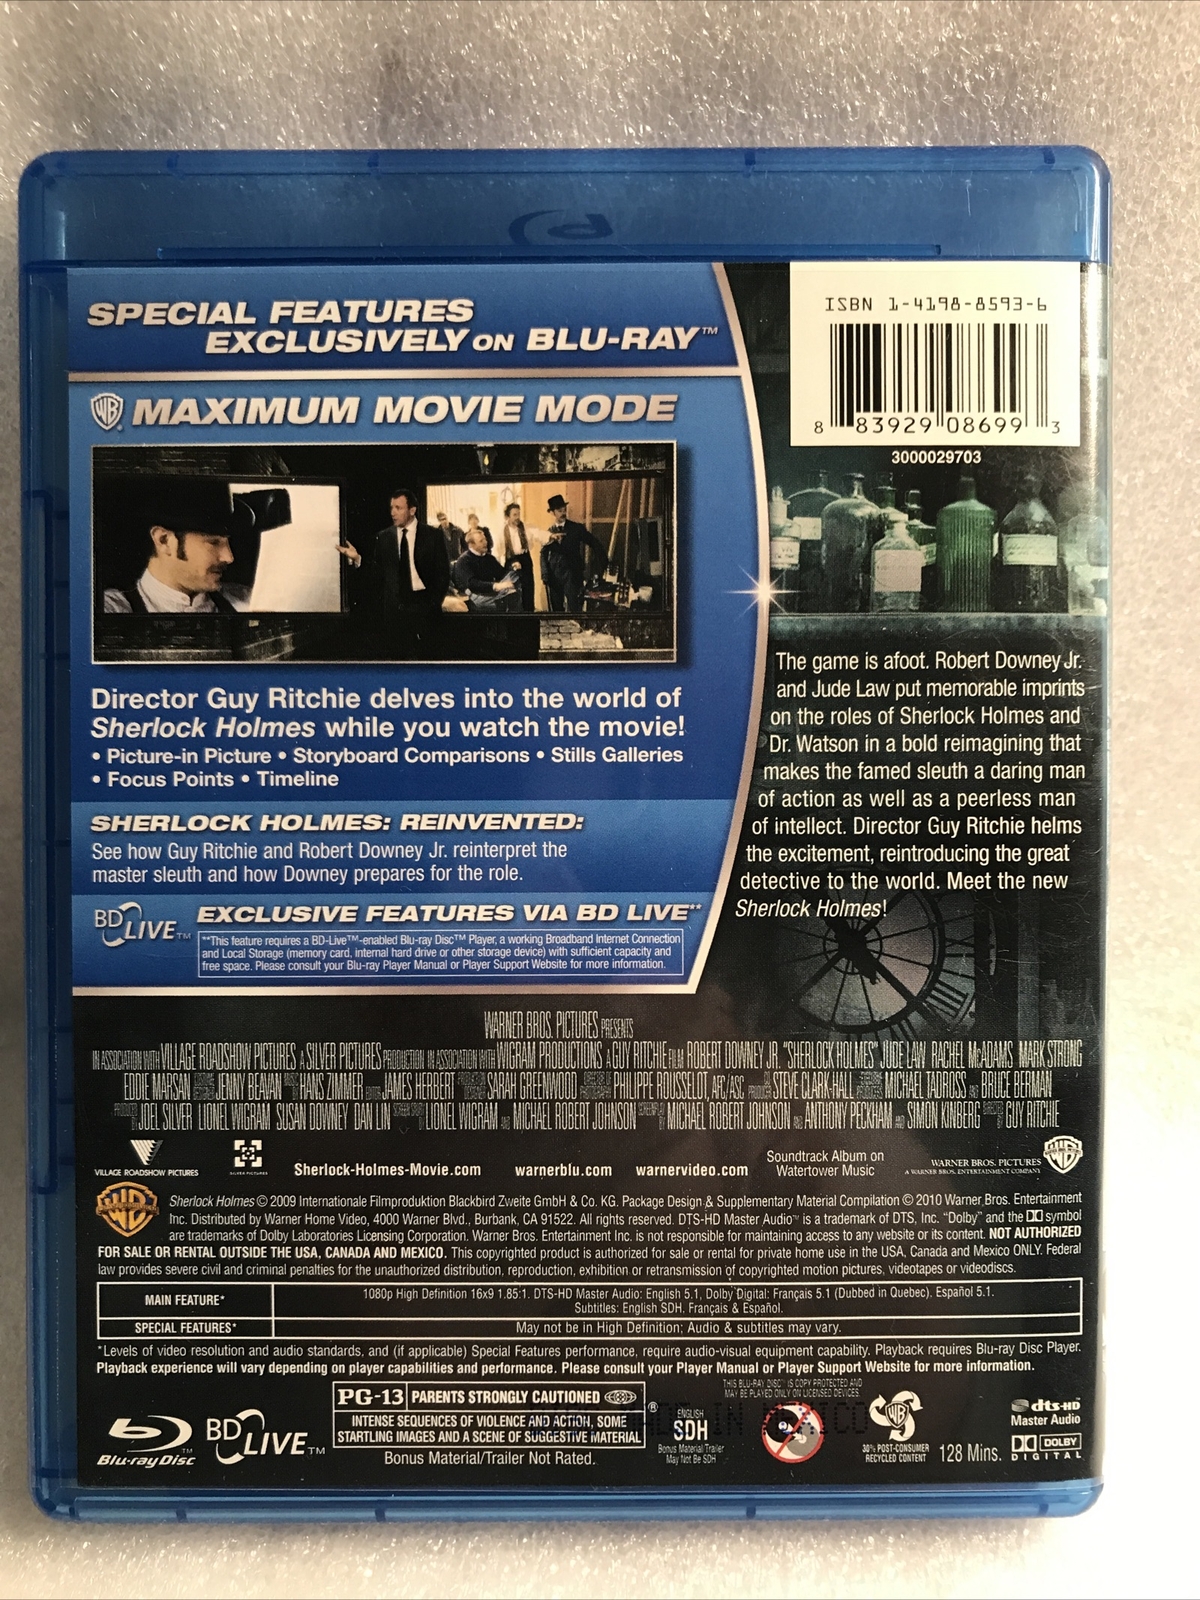 SPECIAL FEATURES
EXCLUSIVELY ON BLU-RAY™
WB MAXIMUM MOVIE MODE
Director Guy Ritchie delves into the world of
Sherlock Holmes while you watch the movie!
• Picture-in Picture • Storyboard Comparisons • Stills Galleries
• Focus Points • Timeline
SHERLOCK HOLMES: REINVENTED:
See how Guy Ritchie and Robert Downey Jr. reinterpret the
master sleuth and how Downey prepares for the role.
BD LIVE™ EXCLUSIVE FEATURES VIA BD LIVE**
**This feature requires a BD-Live™-enabled Blu-ray Disc™ Player, a working Broadband Internet Connection
and Local Storage (memory card, internal hard drive or other storage device) with sufficient capacity and
free space. Please consult your Blu-ray Player Manual or Player Support Website for more information.
ISBN 1-4198-8593-6
8 83929 08699 3
3000029703
The game is afoot. Robert Downey Jr.
and Jude Law put memorable imprints
on the roles of Sherlock Holmes and
Dr. Watson in a bold reimagining that
makes the famed sleuth a daring man
of action as well as a peerless man
of intellect. Director Guy Ritchie helms
the excitement, reintroducing the great
detective to the world. Meet the new
Sherlock Holmes!
WARNER BROS. PICTURES PRESENTS
IN ASSOCIATION WITH VILLAGE ROADSHOW PICTURES A SILVER PICTURES PRODUCTION IN ASSOCIATION WITH WIGRAM PRODUCTIONS A GUY RITCHIE FILM ROBERT DOWNEY JR. "SHERLOCK HOLMES" JUDE LAW RACHEL McADAMS MARK STRONG
EDDIE MARSAN JENNY BEAVAN HANS ZIMMER JAMES HERBERT SARAH GREENWOOD PHILIPPE ROUSSELOT, AFC/ASC STEVE CLARK-HALL MICHAEL TADROSS AND BRUCE BERMAN
JOEL SILVER LIONEL WIGRAM SUSAN DOWNEY DAN LIN LIONEL WIGRAM AND MICHAEL ROBERT JOHNSON MICHAEL ROBERT JOHNSON AND ANTHONY PECKHAM AND SIMON KINBERG GUY RITCHIE
VILLAGE ROADSHOW PICTURES
SILVER PICTURES
Sherlock-Holmes-Movie.com warnerblu.com warnervideo.com
Soundtrack Album on
Watertower Music
WARNER BROS. PICTURES
A WARNER BROS. ENTERTAINMENT COMPANY
Sherlock Holmes © 2009 Internationale Filmproduktion Blackbird Zweite GmbH & Co. KG. Package Design & Supplementary Material Compilation © 2010 Warner Bros. Entertainment
Inc. Distributed by Warner Home Video, 4000 Warner Blvd., Burbank, CA 91522. All rights reserved. DTS-HD Master Audio™ is a trademark of DTS, Inc. "Dolby" and the symbol
are trademarks of Dolby Laboratories Licensing Corporation. Warner Bros. Entertainment Inc. is not responsible for maintaining access to any website or its content. NOT AUTHORIZED
FOR SALE OR RENTAL OUTSIDE THE USA, CANADA AND MEXICO. This copyrighted product is authorized for sale or rental for private home use in the USA, Canada and Mexico ONLY. Federal
law provides severe civil and criminal penalties for the unauthorized distribution, reproduction, exhibition or retransmission of copyrighted motion pictures, videotapes or videodiscs.
MAIN FEATURE* 1080p High Definition 16x9 1.85:1. DTS-HD Master Audio: English 5.1, Dolby Digital: Français 5.1 (Dubbed in Quebec). Español 5.1.
Subtitles: English SDH. Français & Español.
SPECIAL FEATURES* May not be in High Definition; Audio & subtitles may vary.
*Levels of video resolution and audio standards, and (if applicable) Special Features performance, require audio-visual equipment capability. Playback requires Blu-ray Disc Player.
Playback experience will vary depending on player capabilities and performance. Please consult your Player Manual or Player Support Website for more information.
Blu-ray Disc™
BD LIVE™
PG-13 PARENTS STRONGLY CAUTIONED ®
INTENSE SEQUENCES OF VIOLENCE AND ACTION, SOME
STARTLING IMAGES AND A SCENE OF SUGGESTIVE MATERIAL
Bonus Material/Trailer Not Rated.
ENGLISH
SDH
Bonus Material/Trailer
May Not Be SDH
THIS BLU-RAY DISC™ IS COPY PROTECTED AND
MAY BE PLAYED ONLY ON LICENSED DEVICES
MADE IN MEXICO
30% POST-CONSUMER
RECYCLED CONTENT
128 Mins.
dts-HD
Master Audio
DOLBY
DIGITAL